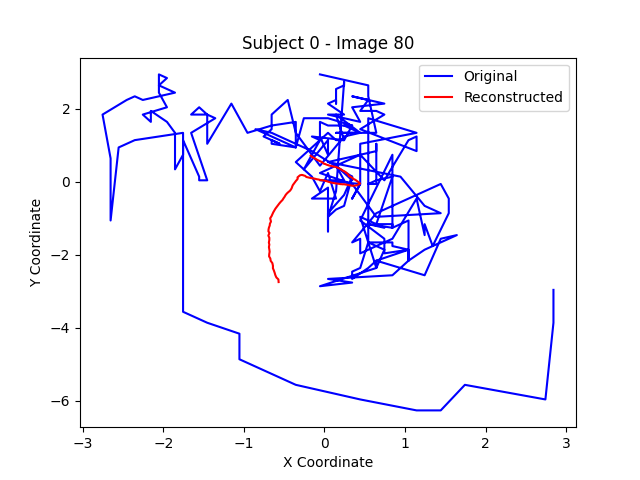 Subject 0 - Image 80
Original
Reconstructed
Y Coordinate
2
0
−2
−4
−6
−3
−2
−1
0
1
2
3
X Coordinate